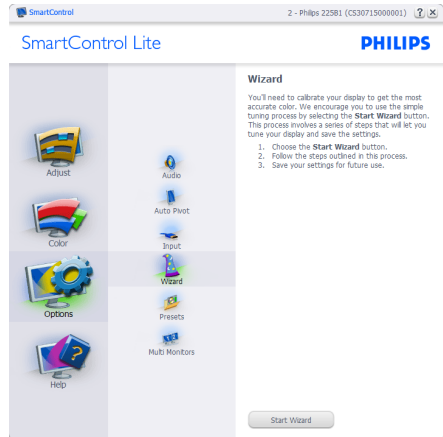 SmartControl
2 - Philips 225B1 (CS30715000001)
SmartControl Lite
PHILIPS
Adjust
Color
Options
Help
Audio
Auto Pivot
Input
Wizard
Presets
Multi Monitors
Wizard
You'll need to calibrate your display to get the most
accurate color. We encourage you to use the simple
tuning process by selecting the Start Wizard button.
This process involves a series of steps that will let you
tune your display and save the settings.
1. Choose the Start Wizard button.
2. Follow the steps outlined in this process.
3. Save your settings for future use.
Start Wizard